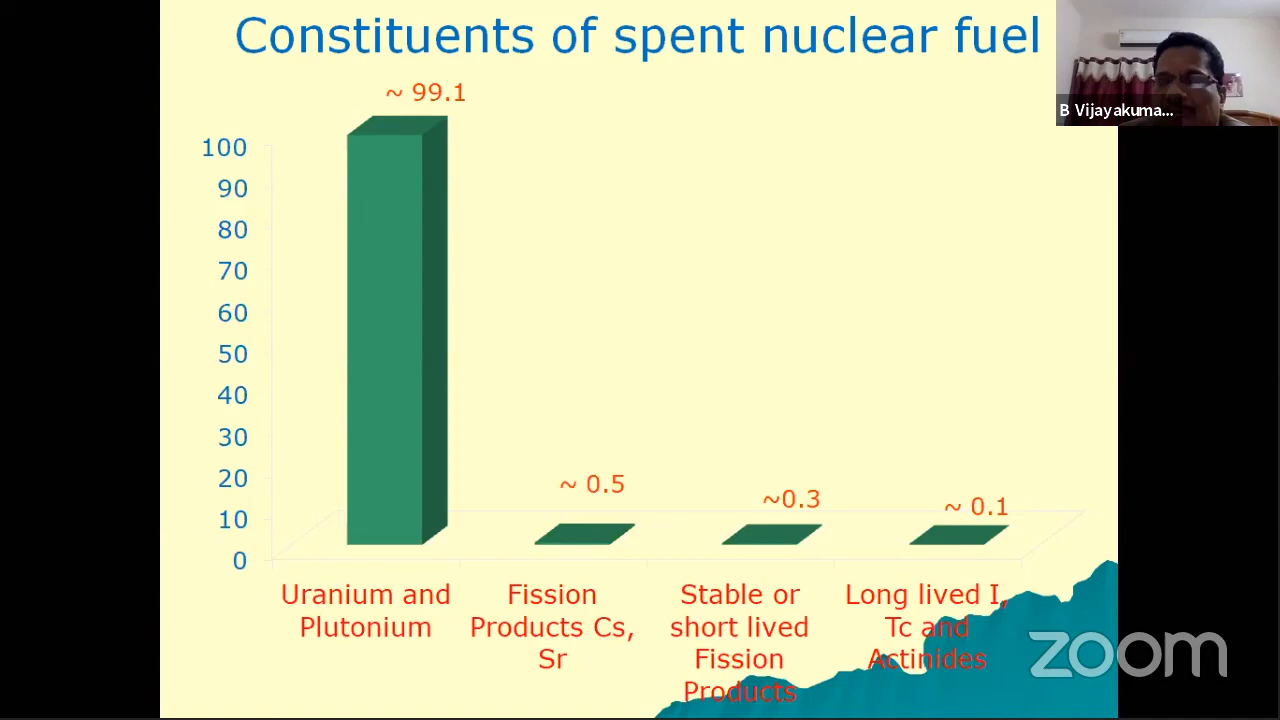 Constituents of spent nuclear fuel
B Vijayakuma...
~ 99.1
100
90
80
70
60
50
40
30
20
10
0
~ 0.5
~0.3
~ 0.1
Uranium and
Plutonium
Fission
Products Cs,
Sr
Stable or
short lived
Fission
Products
Long lived I,
Tc and
Actinides
zoom